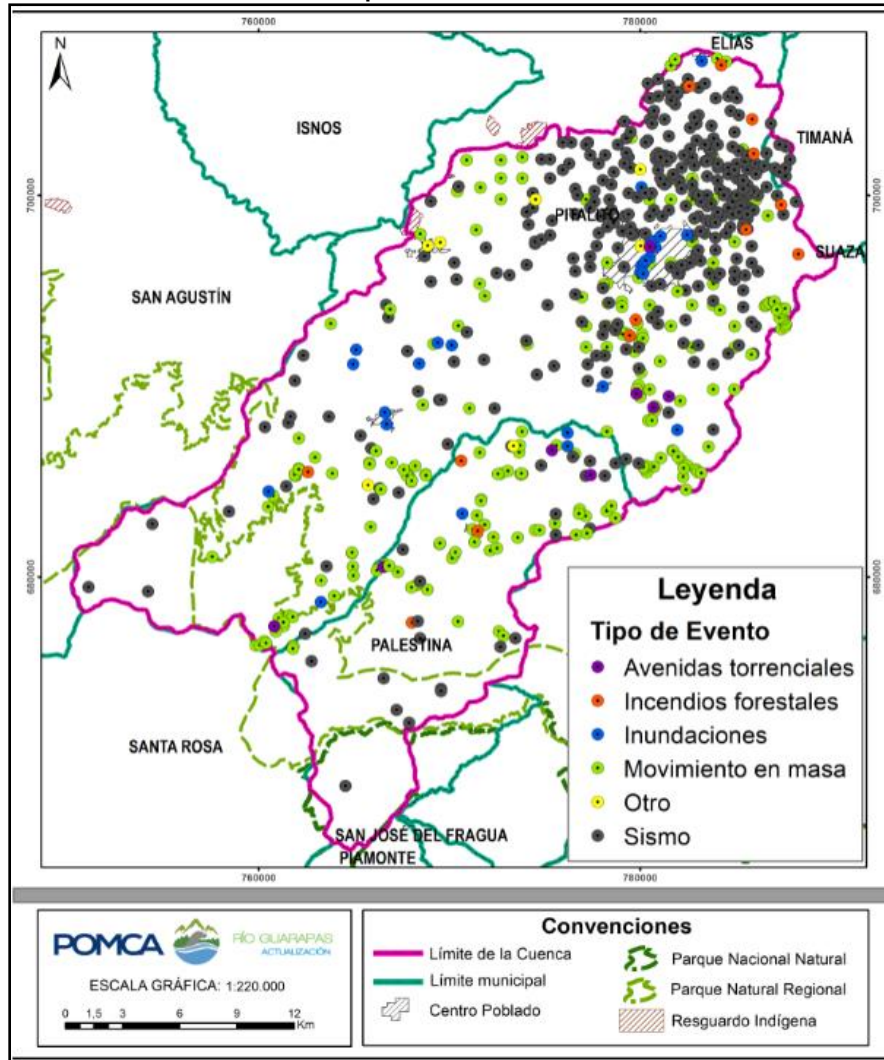 760000
780000
N
ELIAS
ISNOS
TIMANÁ
700000
700000
PITALITO
SUAZA
SAN AGUSTÍN
680000
PALESTINA
SANTA ROSA
SAN JOSÉ DEL FRAGUA
PIAMONTE
Leyenda
Tipo de Evento
Avenidas torrenciales
Incendios forestales
Inundaciones
Movimiento en masa
Otro
Sismo
760000
780000
POMCA
RÍO GUARAPAS
ACTUALIZACIÓN
ESCALA GRÁFICA: 1:220.000
0 1,5 3 6 9 12
Km
Convenciones
Límite de la Cuenca
Límite municipal
Centro Poblado
Parque Nacional Natural
Parque Natural Regional
Resguardo Indígena